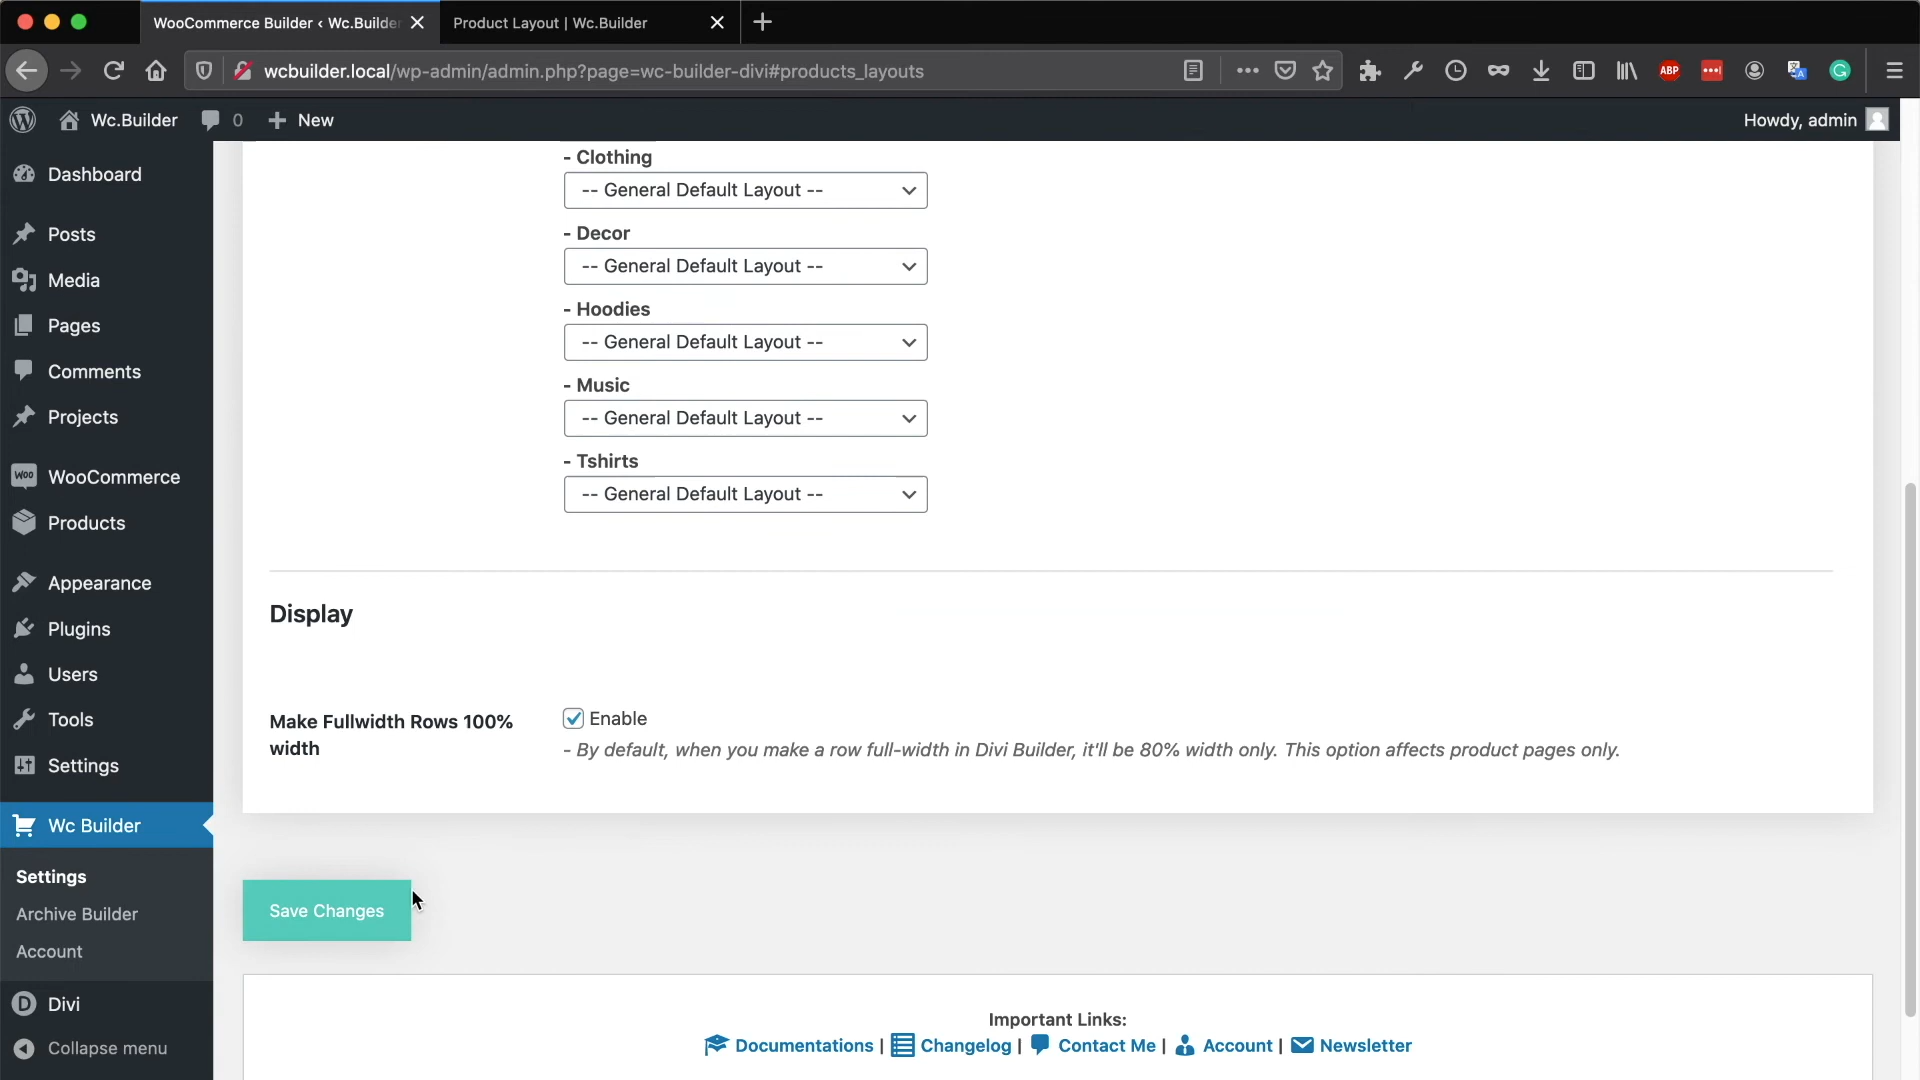 WooCommerce Builder ‹ Wc.Builde
Product Layout | Wc.Builder
wcbuilder.local/wp-admin/admin.php?page=wc-builder-divi#products_layouts
ABP
Wc.Builder
0
New
Howdy, admin
Dashboard
Posts
Media
Pages
Comments
Projects
WooCommerce
Products
Appearance
Plugins
Users
Tools
Settings
Wc Builder
Settings
Archive Builder
Account
Divi
Collapse menu
- Clothing
-- General Default Layout --
- Decor
-- General Default Layout --
- Hoodies
-- General Default Layout --
- Music
-- General Default Layout --
- Tshirts
-- General Default Layout --
Display
Make Fullwidth Rows 100%
width
Enable
- By default, when you make a row full-width in Divi Builder, it'll be 80% width only. This option affects product pages only.
Save Changes
Important Links:
Documentations | Changelog | Contact Me | Account | Newsletter